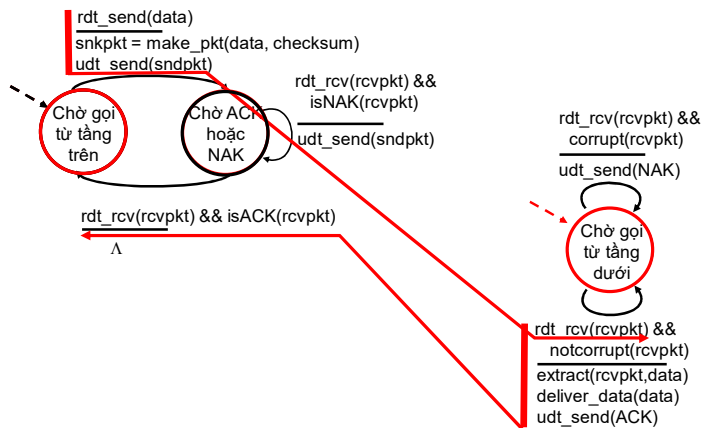 rdt_send(data)
snkpkt = make_pkt(data, checksum)
udt_send(sndpkt)
Chờ gọi
từ tầng
trên
Chờ ACK
hoặc
NAK
rdt_rcv(rcvpkt) &&
isNAK(rcvpkt)
udt_send(sndpkt)
rdt_rcv(rcvpkt) && isACK(rcvpkt)
Λ
rdt_rcv(rcvpkt) &&
corrupt(rcvpkt)
udt_send(NAK)
Chờ gọi
từ tầng
dưới
rdt_rcv(rcvpkt) &&
notcorrupt(rcvpkt)
extract(rcvpkt,data)
deliver_data(data)
udt_send(ACK)